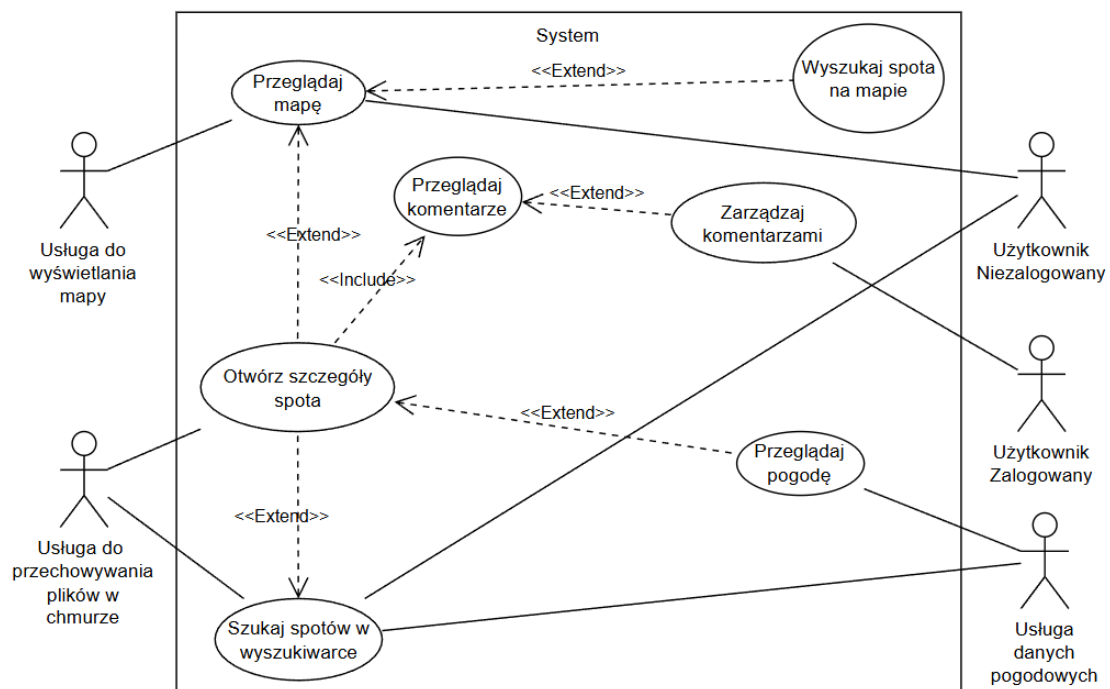 System
Przeglądaj
mapę
<<Extend>>
Wyszukaj spota
na mapie
Przeglądaj
komentarze
<<Extend>>
Zarządzaj
komentarzami
<<Extend>>
<<Include>>
Usługa do
wyświetlania
mapy
Użytkownik
Niezalogowany
Otwórz szczegóły
spota
<<Extend>>
Przeglądaj
pogodę
Użytkownik
Zalogowany
<<Extend>>
Usługa do
przechowywania
plików w
chmurze
Szukaj spotów w
wyszukiwarce
Usługa
danych
pogodowych